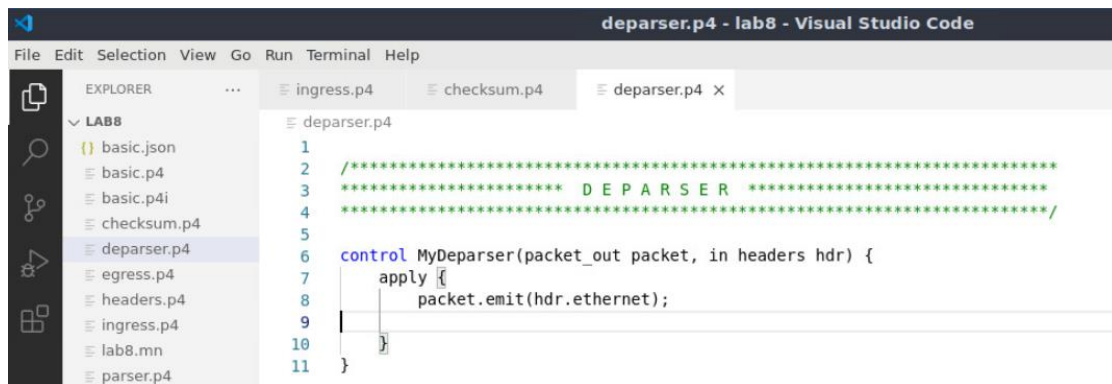 deparser.p4 - lab8 - Visual Studio Code
File Edit Selection View Go Run Terminal Help
EXPLORER ...
LAB8
{} basic.json
basic.p4
basic.p4i
checksum.p4
deparser.p4
egress.p4
headers.p4
ingress.p4
lab8.mn
parser.p4
ingress.p4 checksum.p4 deparser.p4 ×
deparser.p4
1
2 /*************************************************************************
3 *********************** D E P A R S E R *******************************
4 *************************************************************************/
5
6 control MyDeparser(packet_out packet, in headers hdr) {
7 apply {
8 packet.emit(hdr.ethernet);
9
10 }
11 }